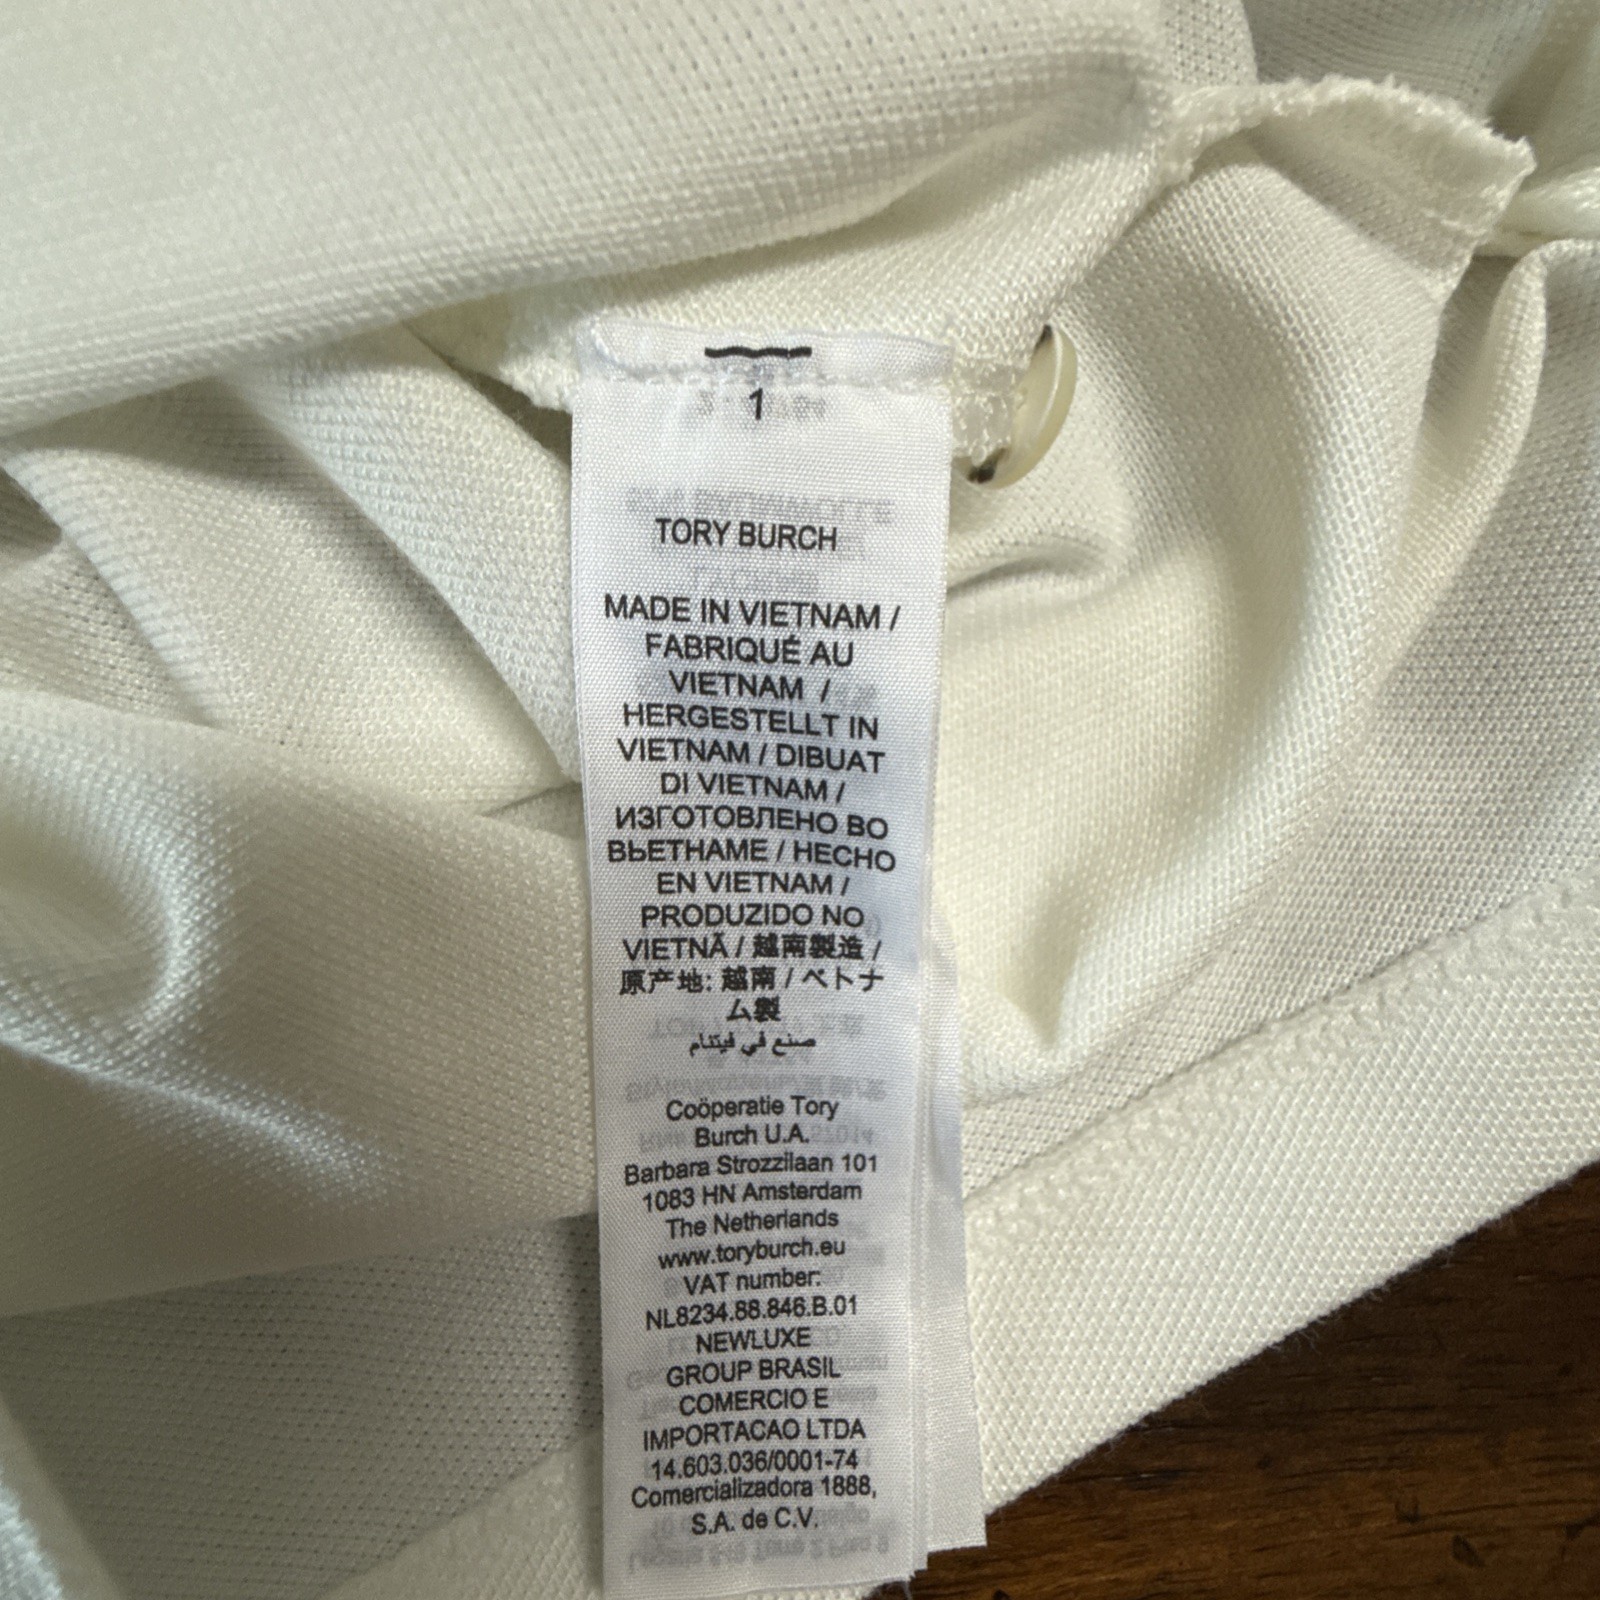 1
TORY BURCH
MADE IN VIETNAM /
FABRIQUÉ AU
VIETNAM /
HERGESTELLT IN
VIETNAM / DIBUAT
DI VIETNAM /
ИЗГОТОВЛЕНО ВО
ВЬЕТНАМЕ / HECHO
EN VIETNAM /
PRODUZIDO NO
VIETNÃ / 越南製造 /
原产地: 越南 / ベトナ
ム製
صنع في فيتنام
Coöperatie Tory
Burch U.A.
Barbara Strozzilaan 101
1083 HN Amsterdam
The Netherlands
www.toryburch.eu
VAT number:
NL8234.88.846.B.01
NEWLUXE
GROUP BRASIL
COMERCIO E
IMPORTACAO LTDA
14.603.036/0001-74
Comercializadora 1888,
S.A. de C.V.